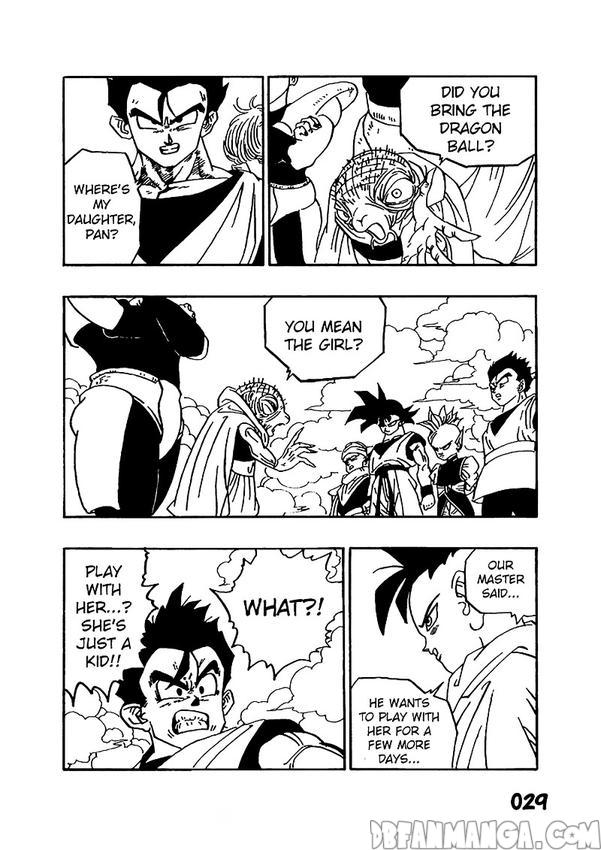 DID YOU
BRING THE
DRAGON
BALL?
WHERE'S
MY
DAUGHTER,
PAN?
YOU MEAN
THE GIRL?
OUR
MASTER
SAID...
HE WANTS
TO PLAY
WITH HER
FOR A
FEW MORE
DAYS...
WHAT?!
PLAY
WITH
HER...?
SHE'S
JUST
A
KID!!
029
DBFANMANGA.COM